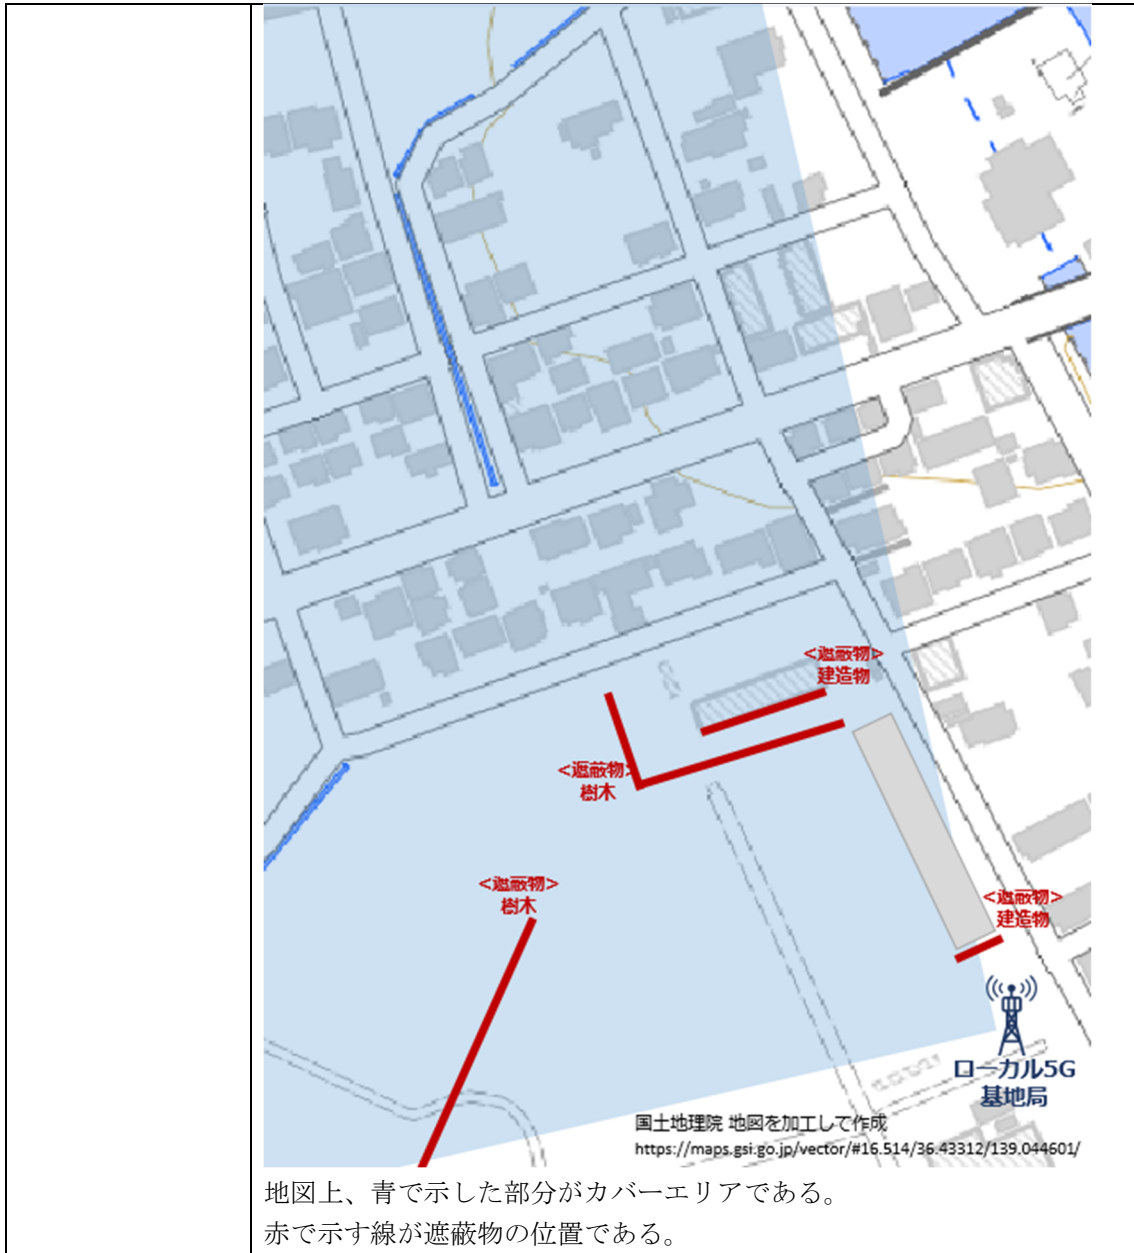 <遮蔽物>
建造物
<遮蔽物>
樹木
<遮蔽物>
樹木
<遮蔽物>
建造物
ローカル5G
基地局
国土地理院 地図を加工して作成
https://maps.gsi.go.jp/vector/#16.514/36.43312/139.044601/
地図上、青で示した部分がカバーエリアである。
赤で示す線が遮蔽物の位置である。